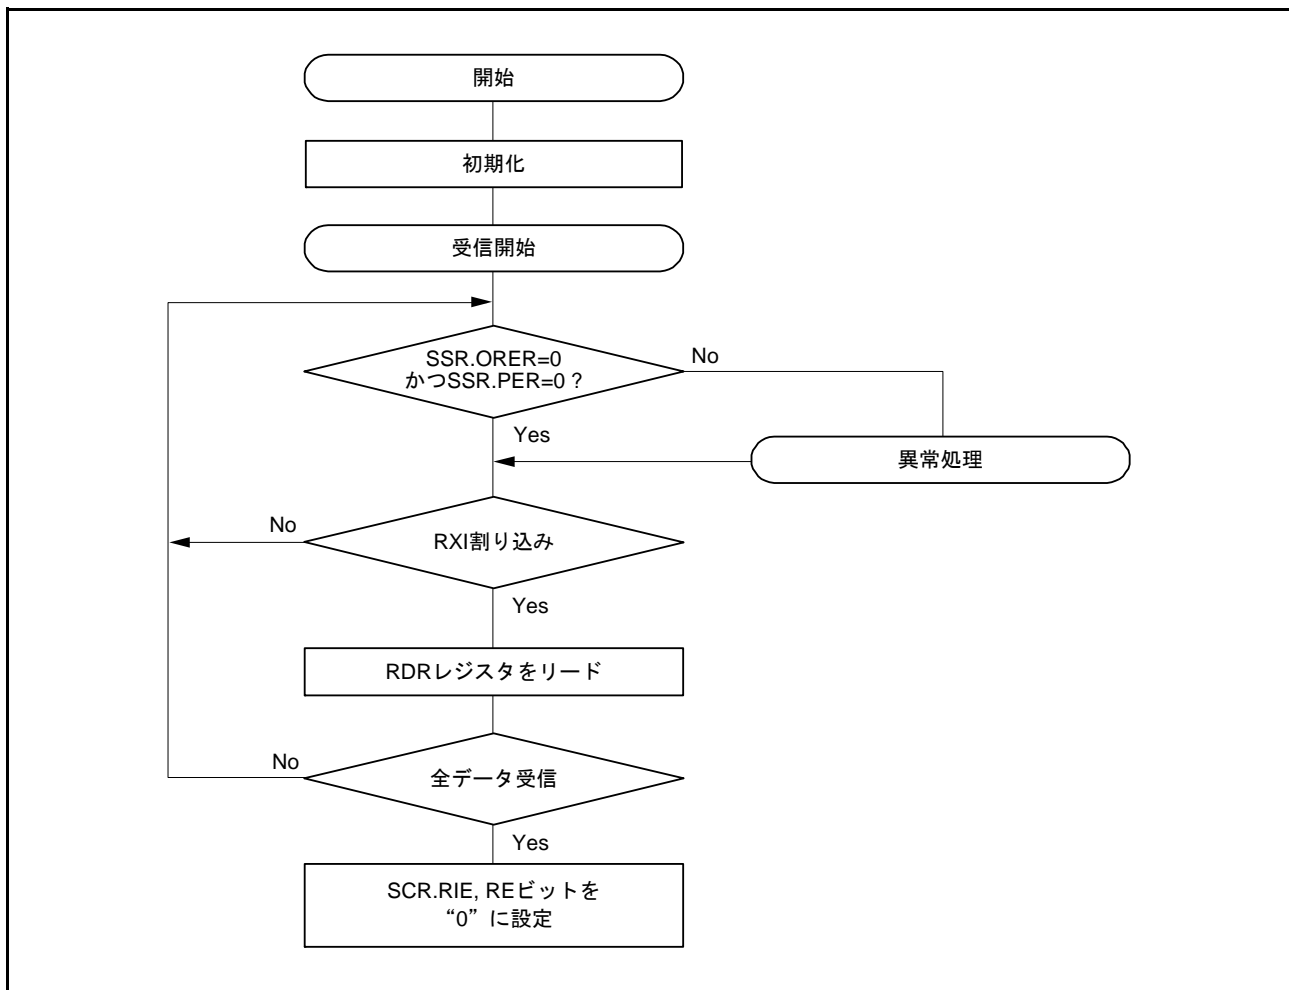 開始
初期化
受信開始
SSR.ORER=0
かつSSR.PER=0 ?
No
Yes
異常処理
No
RXI割り込み
Yes
RDRレジスタをリード
No
全データ受信
Yes
SCR.RIE, REビットを
“0”に設定